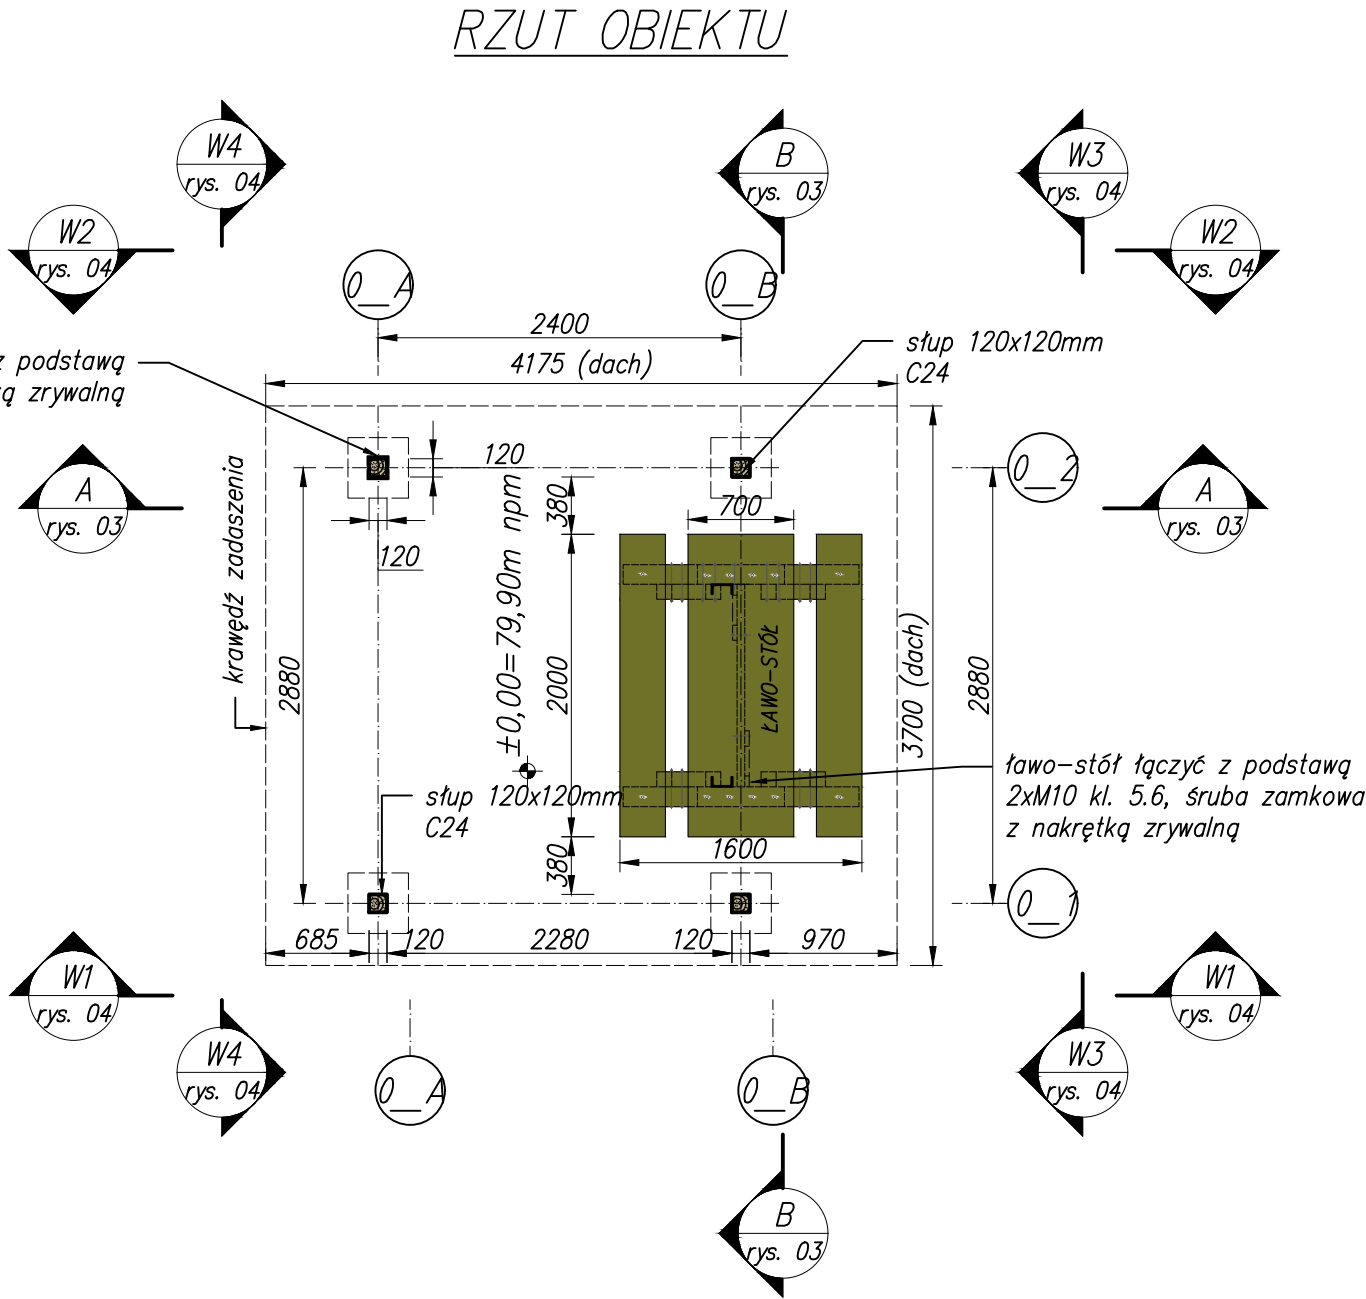 RZUT OBIEKTU
W4
rys. 04
B
rys. 03
W3
rys. 04
W2
rys. 04
W2
rys. 04
0_A
0_B
2400
4175 (dach)
z podstawą
ą zrywalną
słup 120x120mm
C24
A
rys. 03
0_2
A
rys. 03
krawędź zadaszenia
120
120
380
700
±0,00=79,90m npm
2880
2000
ŁAWO-STÓŁ
3700 (dach)
2880
ławo-stół łączyć z podstawą
2xM10 kl. 5.6, śruba zamkowa
z nakrętką zrywalną
słup 120x120mm
C24
380
1600
0_1
685
120
2280
120
970
W1
rys. 04
W1
rys. 04
W4
rys. 04
0_A
0_B
W3
rys. 04
B
rys. 03